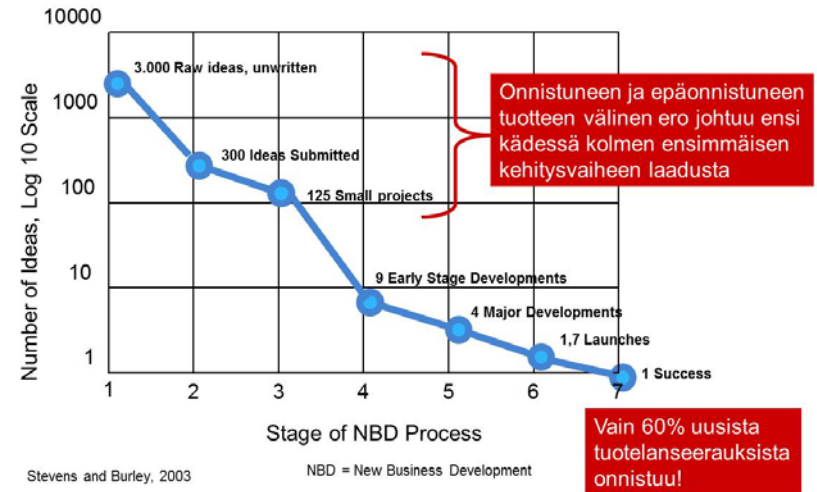 10000
3.000 Raw ideas, unwritten
1000
300 Ideas Submitted
100
125 Small projects
10
9 Early Stage Developments
4 Major Developments
1,7 Launches
1
1 Success
1 2 3 4 5 6 7
Number of Ideas, Log 10 Scale
Stage of NBD Process
Onnistuneen ja epäonnistuneen
tuotteen välinen ero johtuu ensi
kädessä kolmen ensimmäisen
kehitysvaiheen laadusta
Vain 60% uusista
tuotelanseerauksista
onnistuu!
Stevens and Burley, 2003
NBD = New Business Development